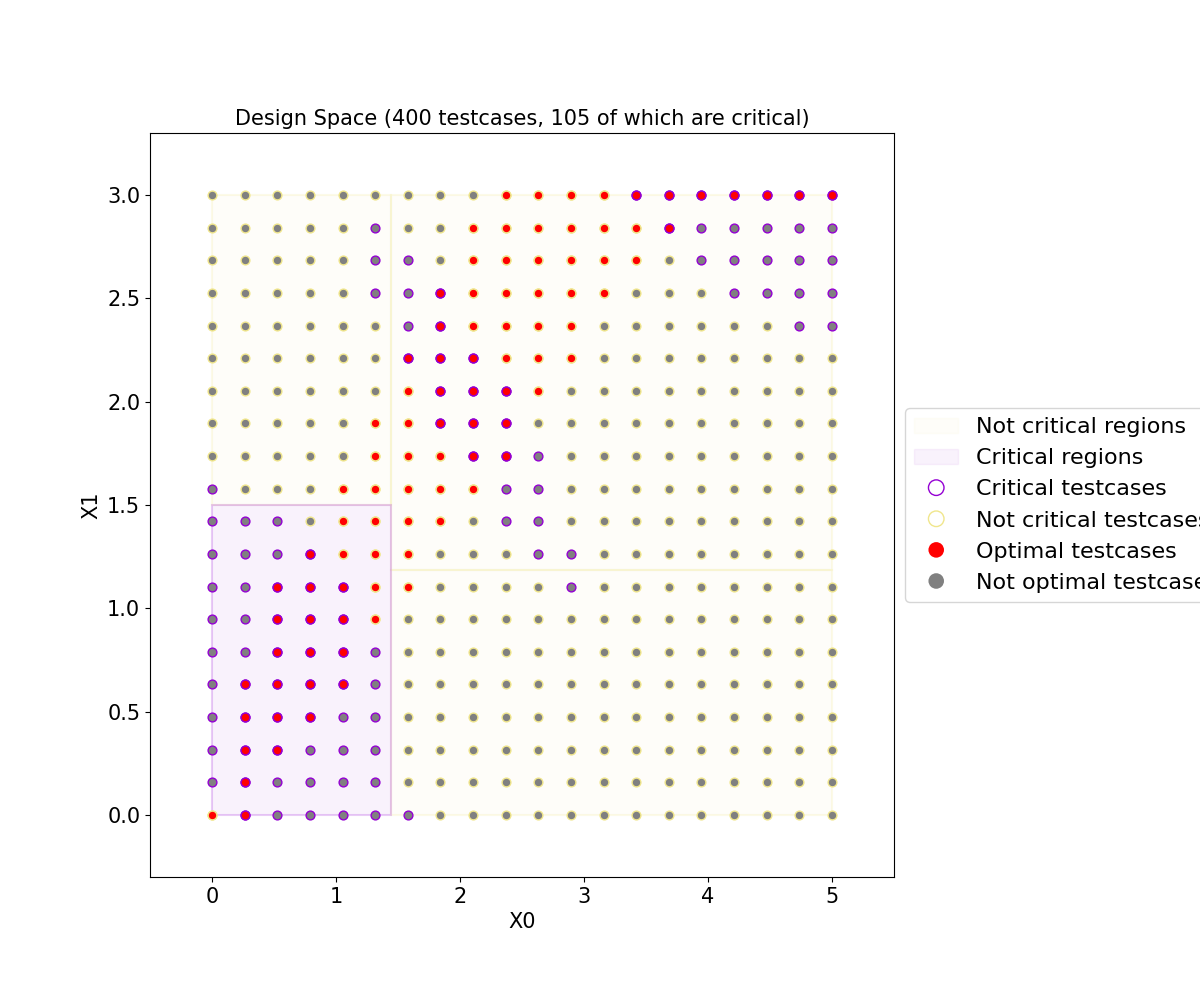 Design Space (400 testcases, 105 of which are critical)
3.0
2.5
2.0
1.5
1.0
0.5
0.0
X1
0 1 2 3 4 5
X0
Not critical regions
Critical regions
Critical testcases
Not critical testcases
Optimal testcases
Not optimal testcase